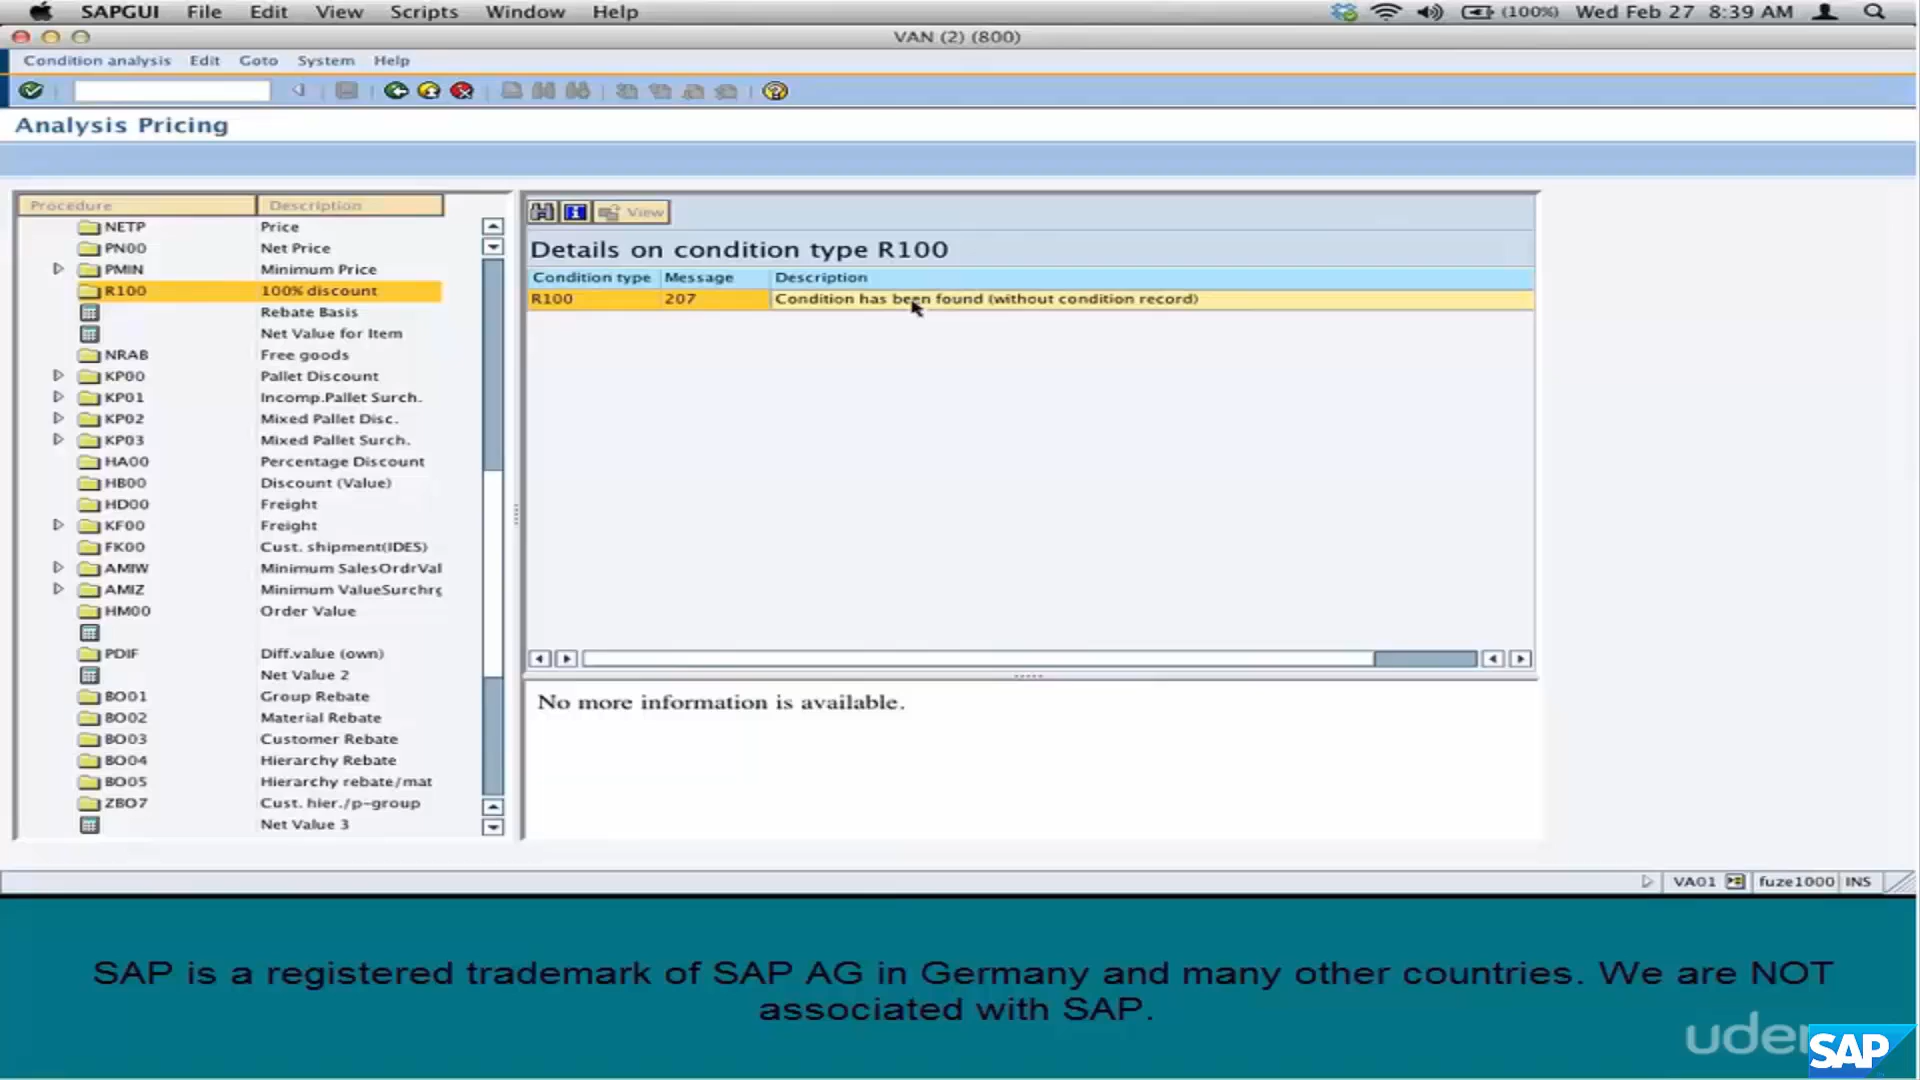 SAPGUI File Edit View Scripts Window Help (100%) Wed Feb 27 8:39 AM
VAN (2) (800)
Condition analysis Edit Goto System Help
Analysis Pricing
Procedure Description
NETP Price
PN00 Net Price
PMIN Minimum Price
R100 100% discount
Rebate Basis
Net Value for Item
NRAB Free goods
KP00 Pallet Discount
KP01 Incomp.Pallet Surch.
KP02 Mixed Pallet Disc.
KP03 Mixed Pallet Surch.
HA00 Percentage Discount
HB00 Discount (Value)
HD00 Freight
KF00 Freight
FK00 Cust. shipment(IDES)
AMIW Minimum SalesOrdrVal
AMIZ Minimum ValueSurchrg
HM00 Order Value
PDIF Diff.value (own)
Net Value 2
BO01 Group Rebate
BO02 Material Rebate
BO03 Customer Rebate
BO04 Hierarchy Rebate
BO05 Hierarchy rebate/mat
ZBO7 Cust. hier./p-group
Net Value 3
View
Details on condition type R100
Condition type Message Description
R100 207 Condition has been found (without condition record)
No more information is available.
VA01 fuze1000 INS
SAP is a registered trademark of SAP AG in Germany and many other countries. We are NOT
associated with SAP.
SAP